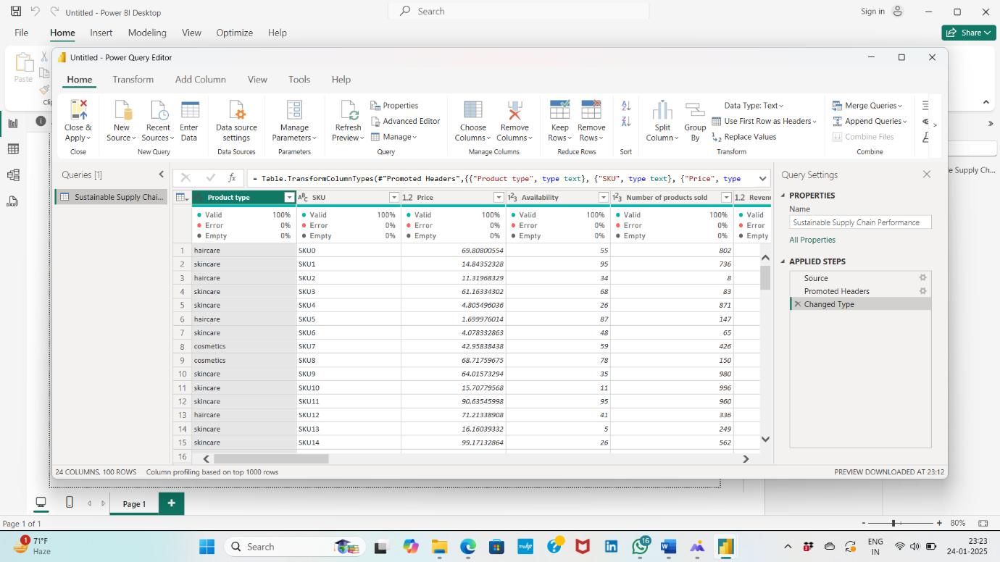 Untitled - Power BI Desktop
Search
Sign in
File Home Insert Modeling View Optimize Help
Share
Paste
Untitled - Power Query Editor
Home Transform Add Column View Tools Help
Close & Apply
Close
New Source
Recent Sources
Enter Data
New Query
Data source settings
Data Sources
Manage Parameters
Parameters
Refresh Preview
Properties
Advanced Editor
Manage
Query
Choose Columns
Remove Columns
Manage Columns
Keep Rows
Remove Rows
Reduce Rows
Sort
Split Column
Group By
Data Type: Text
Use First Row as Headers
Replace Values
Transform
Merge Queries
Append Queries
Combine Files
Combine
Queries [1]
Sustainable Supply Chai...
= Table.TransformColumnTypes(#"Promoted Headers",{{"Product type", type text}, {"SKU", type text}, {"Price", type
Product type ABC SKU 1.2 Price 123 Availability 123 Number of products sold 1.2 Reven
Valid 100% Valid 100% Valid 100% Valid 100% Valid 100% Valid
Error 0% Error 0% Error 0% Error 0% Error 0% Error
Empty 0% Empty 0% Empty 0% Empty 0% Empty 0% Empty
1 haircare SKU0 69.80800554 55 802
2 skincare SKU1 14.84352328 95 736
3 haircare SKU2 11.31968329 34 8
4 skincare SKU3 61.16334302 68 83
5 skincare SKU4 4.805496036 26 871
6 haircare SKU5 1.699976014 87 147
7 skincare SKU6 4.078332863 48 65
8 cosmetics SKU7 42.95838438 59 426
9 cosmetics SKU8 68.71759675 78 150
10 skincare SKU9 64.01573294 35 980
11 skincare SKU10 15.70779568 11 996
12 skincare SKU11 90.63545998 95 960
13 haircare SKU12 71.21338908 41 336
14 skincare SKU13 16.16039332 5 249
15 skincare SKU14 99.17132864 26 562
16
Query Settings
PROPERTIES
Name
Sustainable Supply Chain Performance
All Properties
APPLIED STEPS
Source
Promoted Headers
Changed Type
e Supply Ch...
24 COLUMNS, 100 ROWS Column profiling based on top 1000 rows
PREVIEW DOWNLOADED AT 23:12
Page 1
Page 1 of 1
80%
1
71°F
Haze
Search
myhp
16
ENG
IN
23:23
24-01-2025